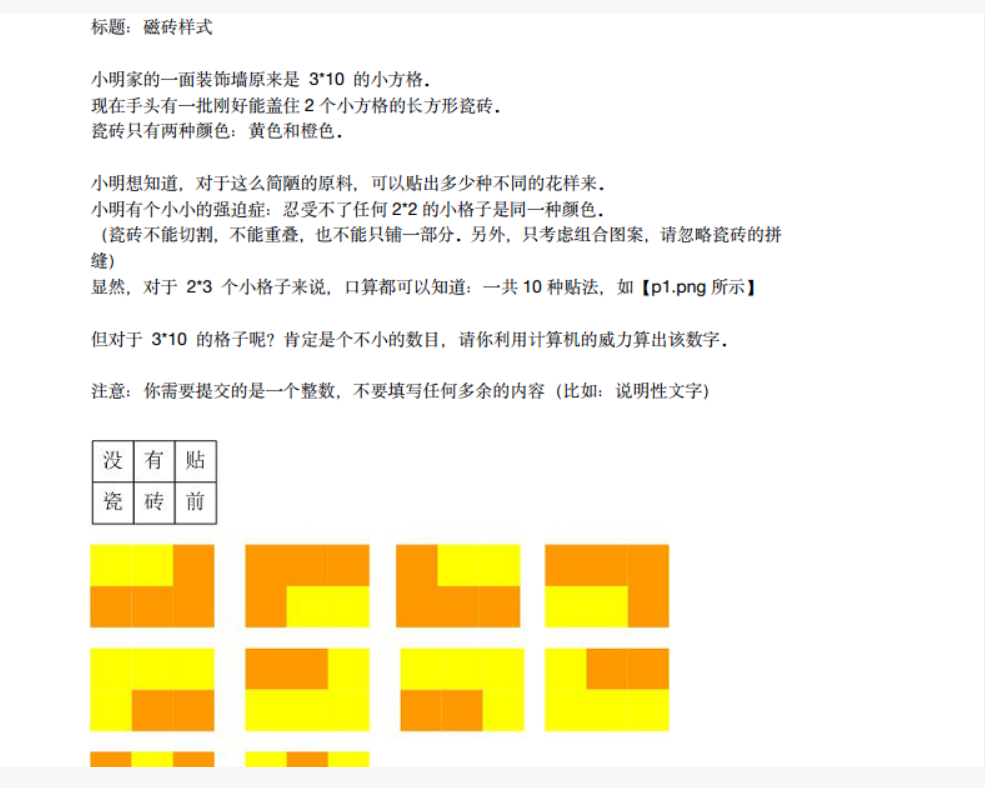 标题：磁砖样式
小明家的一面装饰墙原来是 3*10 的小方格．
现在手头有一批刚好能盖住 2 个小方格的长方形瓷砖．
瓷砖只有两种颜色：黄色和橙色．
小明想知道，对于这么简陋的原料，可以贴出多少种不同的花样来．
小明有个小小的强迫症：忍受不了任何 2*2 的小格子是同一种颜色．
（瓷砖不能切割，不能重叠，也不能只铺一部分．另外，只考虑组合图案，请忽略瓷砖的拼
缝）
显然，对于 2*3 个小格子来说，口算都可以知道：一共 10 种贴法，如【p1.png 所示】
但对于 3*10 的格子呢？肯定是个不小的数目，请你利用计算机的威力算出该数字．
注意：你需要提交的是一个整数，不要填写任何多余的内容（比如：说明性文字）
没 有 贴
瓷 砖 前